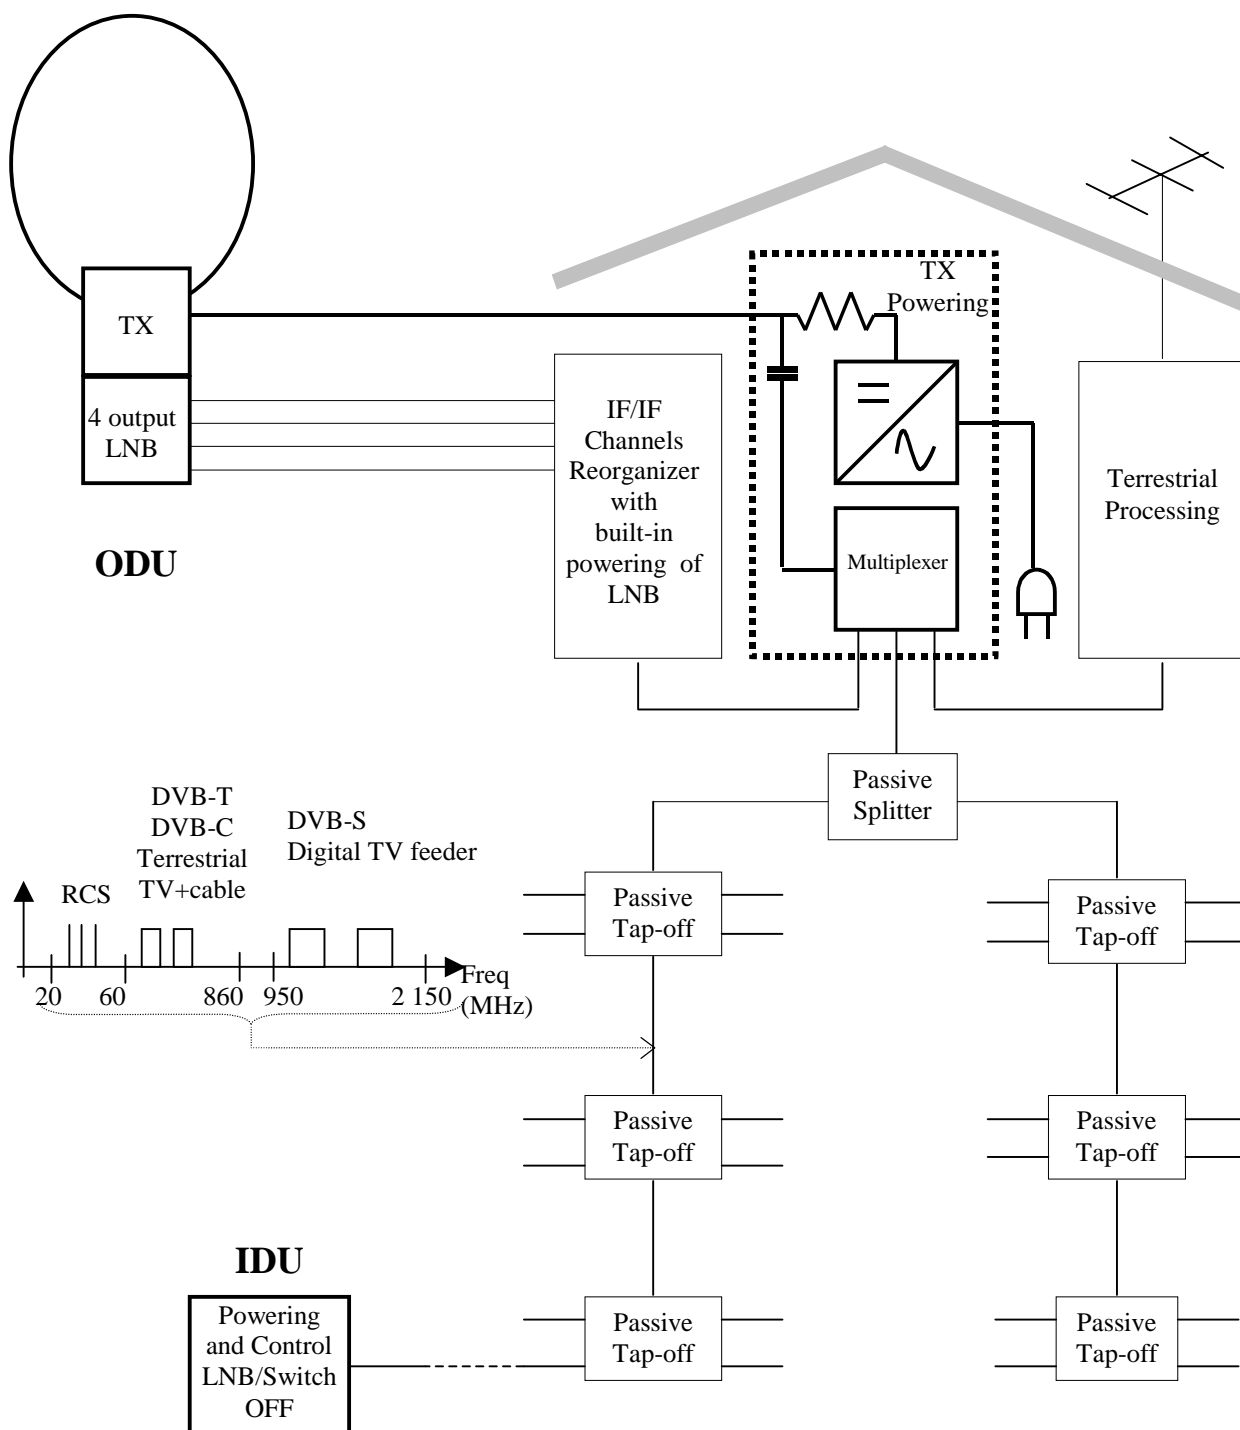 TX
Powering
TX
4 output
LNB
IF/IF
Channels
Reorganizer
with
built-in
powering of
LNB
Terrestrial
Processing
ODU
Multiplexer
Passive
Splitter
DVB-T
DVB-C
Terrestrial
TV+cable
DVB-S
Digital TV feeder
RCS
Freq
(MHz)
20
60
860
950
2 150
Passive
Tap-off
Passive
Tap-off
Passive
Tap-off
Passive
Tap-off
IDU
Powering
and Control
LNB/Switch
OFF
Passive
Tap-off
Passive
Tap-off